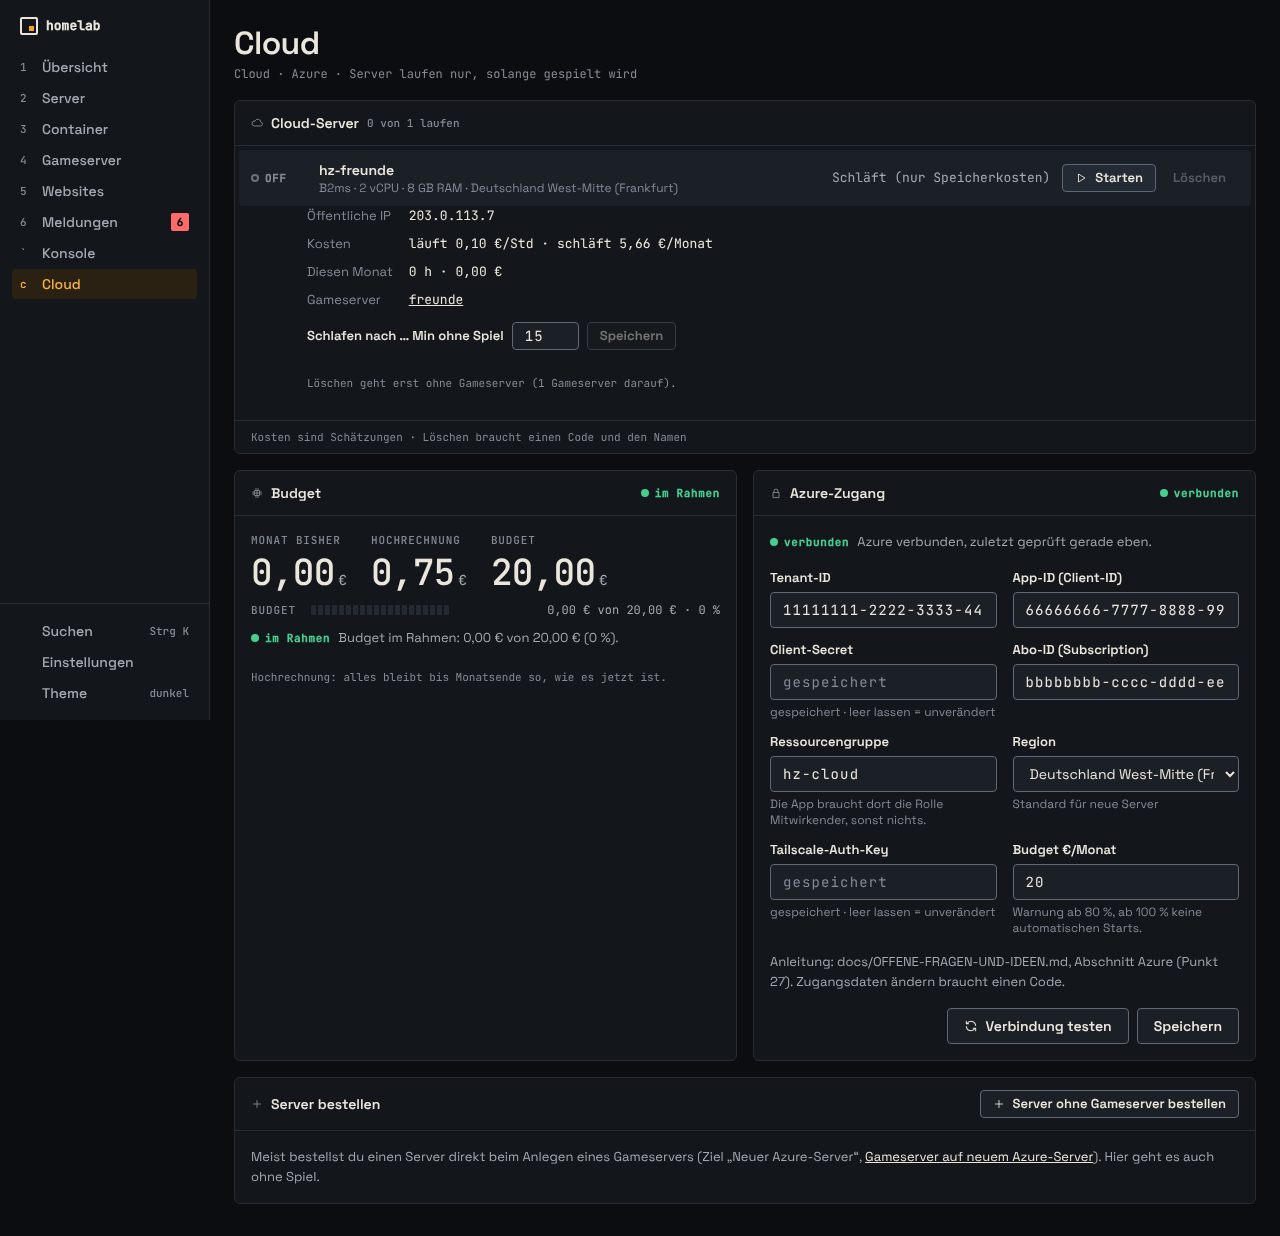 homelab
1 Übersicht
2 Server
3 Container
4 Gameserver
5 Websites
6 Meldungen 6
` Konsole
c Cloud
Suchen Strg K
Einstellungen
Theme dunkel
Cloud
Cloud · Azure · Server laufen nur, solange gespielt wird
Cloud-Server 0 von 1 laufen
OFF hz-freunde Schläft (nur Speicherkosten) Starten Löschen
B2ms · 2 vCPU · 8 GB RAM · Deutschland West-Mitte (Frankfurt)
Öffentliche IP 203.0.113.7
Kosten läuft 0,10 €/Std · schläft 5,66 €/Monat
Diesen Monat 0 h · 0,00 €
Gameserver freunde
Schlafen nach … Min ohne Spiel 15 Speichern
Löschen geht erst ohne Gameserver (1 Gameserver darauf).
Kosten sind Schätzungen · Löschen braucht einen Code und den Namen
Budget im Rahmen
MONAT BISHER HOCHRECHNUNG BUDGET
0,00 € 0,75 € 20,00 €
BUDGET 0,00 € von 20,00 € · 0 %
im Rahmen Budget im Rahmen: 0,00 € von 20,00 € (0 %).
Hochrechnung: alles bleibt bis Monatsende so, wie es jetzt ist.
Azure-Zugang verbunden
verbunden Azure verbunden, zuletzt geprüft gerade eben.
Tenant-ID App-ID (Client-ID)
11111111-2222-3333-44 66666666-7777-8888-99
Client-Secret Abo-ID (Subscription)
gespeichert bbbbbbbb-cccc-dddd-ee
gespeichert · leer lassen = unverändert
Ressourcengruppe Region
hz-cloud Deutschland West-Mitte (Fr
Die App braucht dort die Rolle Standard für neue Server
Mitwirkender, sonst nichts.
Tailscale-Auth-Key Budget €/Monat
gespeichert 20
gespeichert · leer lassen = unverändert Warnung ab 80 %, ab 100 % keine
automatischen Starts.
Anleitung: docs/OFFENE-FRAGEN-UND-IDEEN.md, Abschnitt Azure (Punkt
27). Zugangsdaten ändern braucht einen Code.
Verbindung testen Speichern
Server bestellen Server ohne Gameserver bestellen
Meist bestellst du einen Server direkt beim Anlegen eines Gameservers (Ziel „Neuer Azure-Server“, Gameserver auf neuem Azure-Server). Hier geht es auch
ohne Spiel.